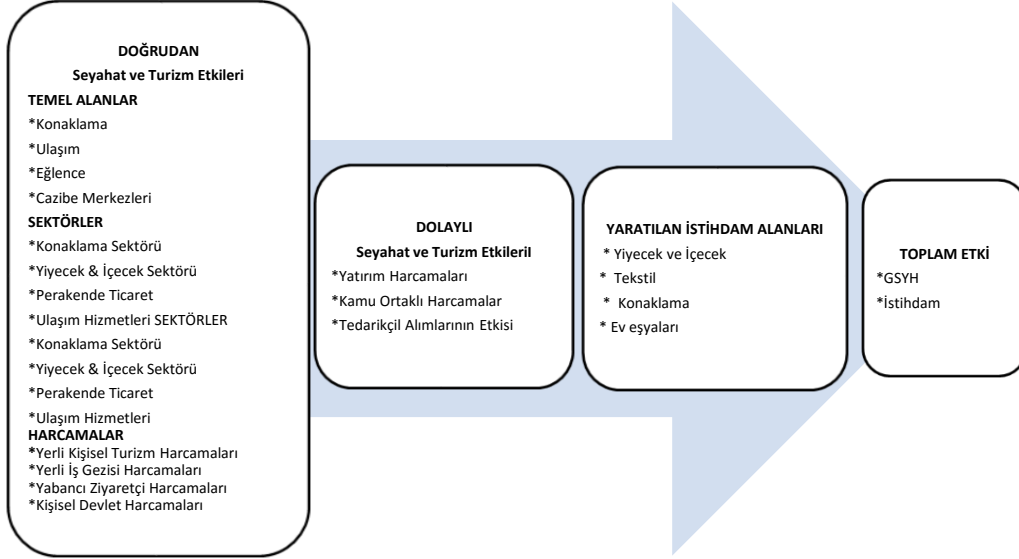 DOĞRUDAN
Seyahat ve Turizm Etkileri
TEMEL ALANLAR
*Konaklama
*Ulaşım
*Eğlence
*Cazibe Merkezleri
SEKTÖRLER
*Konaklama Sektörü
*Yiyecek & İçecek Sektörü
*Perakende Ticaret
*Ulaşım Hizmetleri SEKTÖRLER
*Konaklama Sektörü
*Yiyecek & İçecek Sektörü
*Perakende Ticaret
*Ulaşım Hizmetleri
HARCAMALAR
*Yerli Kişisel Turizm Harcamaları
*Yerli İş Gezisi Harcamaları
*Yabancı Ziyaretçi Harcamaları
*Kişisel Devlet Harcamaları
DOLAYLI
Seyahat ve Turizm EtkileriI
*Yatırım Harcamaları
*Kamu Ortaklı Harcamalar
*Tedarikçil Alımlarının Etkisi
YARATILAN İSTİHDAM ALANLARI
* Yiyecek ve İçecek
* Tekstil
* Konaklama
* Ev eşyaları
TOPLAM ETKİ
*GSYH
*İstihdam